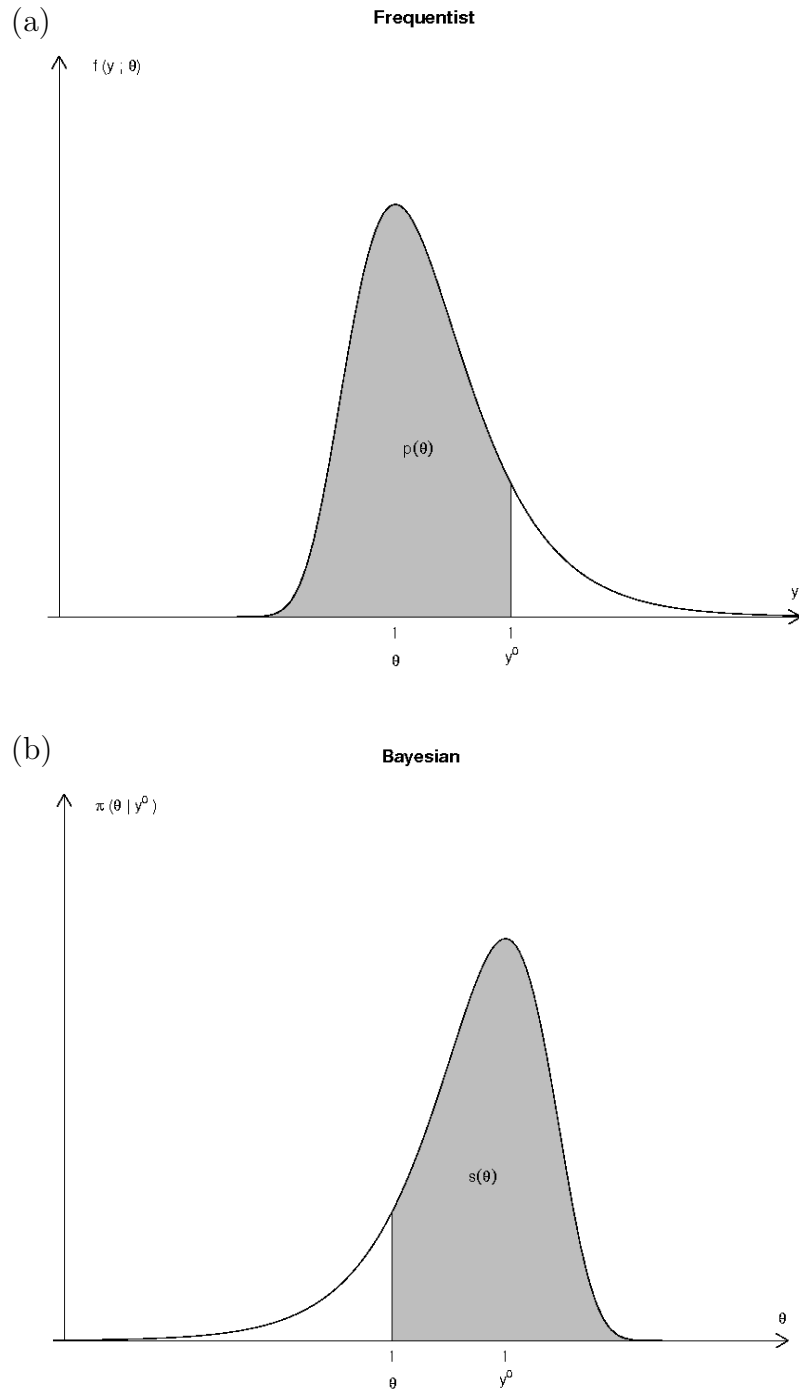 (a)
Frequentist
f (y ; θ)
p(θ)
y
θ
y⁰
(b)
Bayesian
π (θ | y⁰ )
s(θ)
θ
θ
y⁰